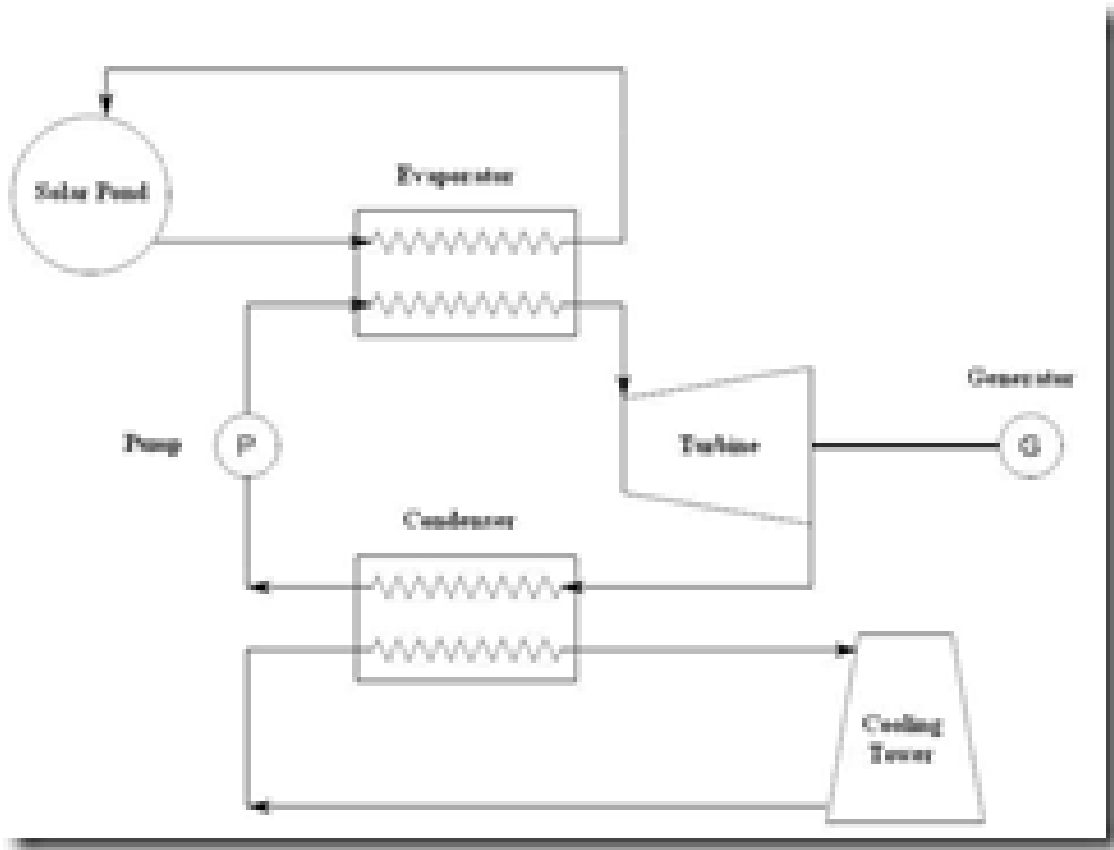 Solar Pond
Evaporator
Generator
Pump
P
Turbine
G
Condenser
Cooling
Tower